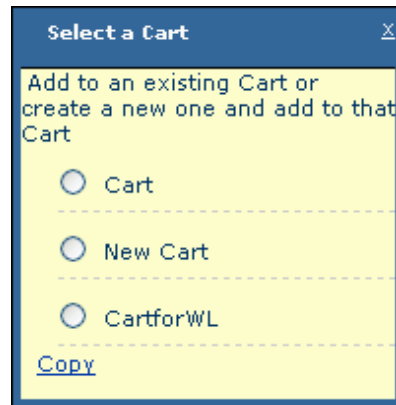 Select a Cart X
Add to an existing Cart or
create a new one and add to that
Cart
Cart
New Cart
CartforWL
Copy